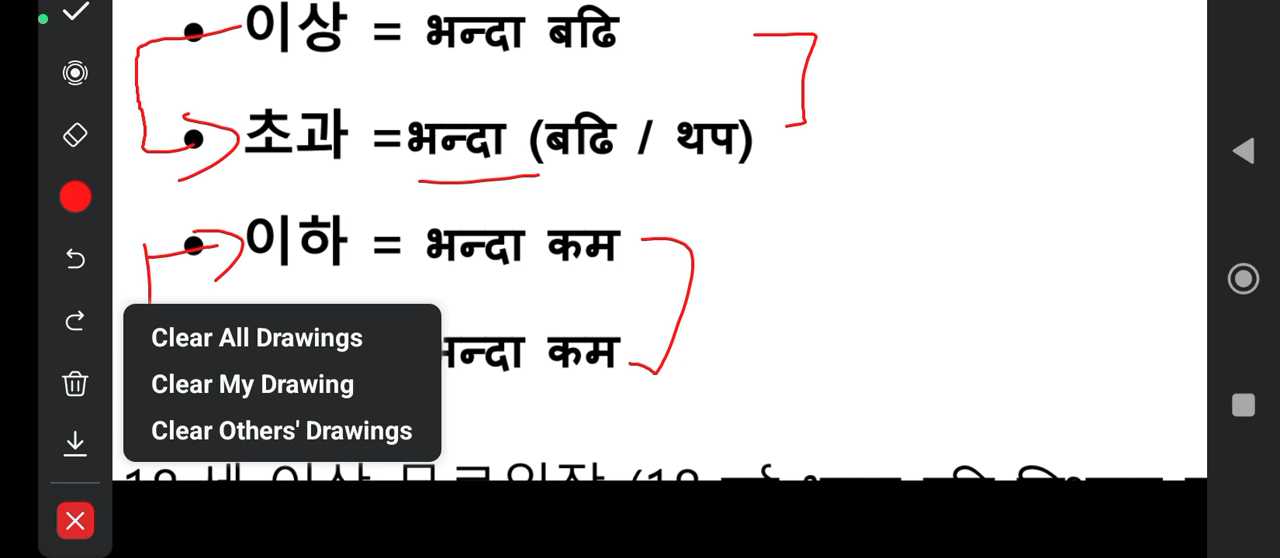 이상 = भन्दा बढि
초과 =भन्दा (बढि / थप)
이하 = भन्दा कम
भन्दा कम
Clear All Drawings
Clear My Drawing
Clear Others' Drawings